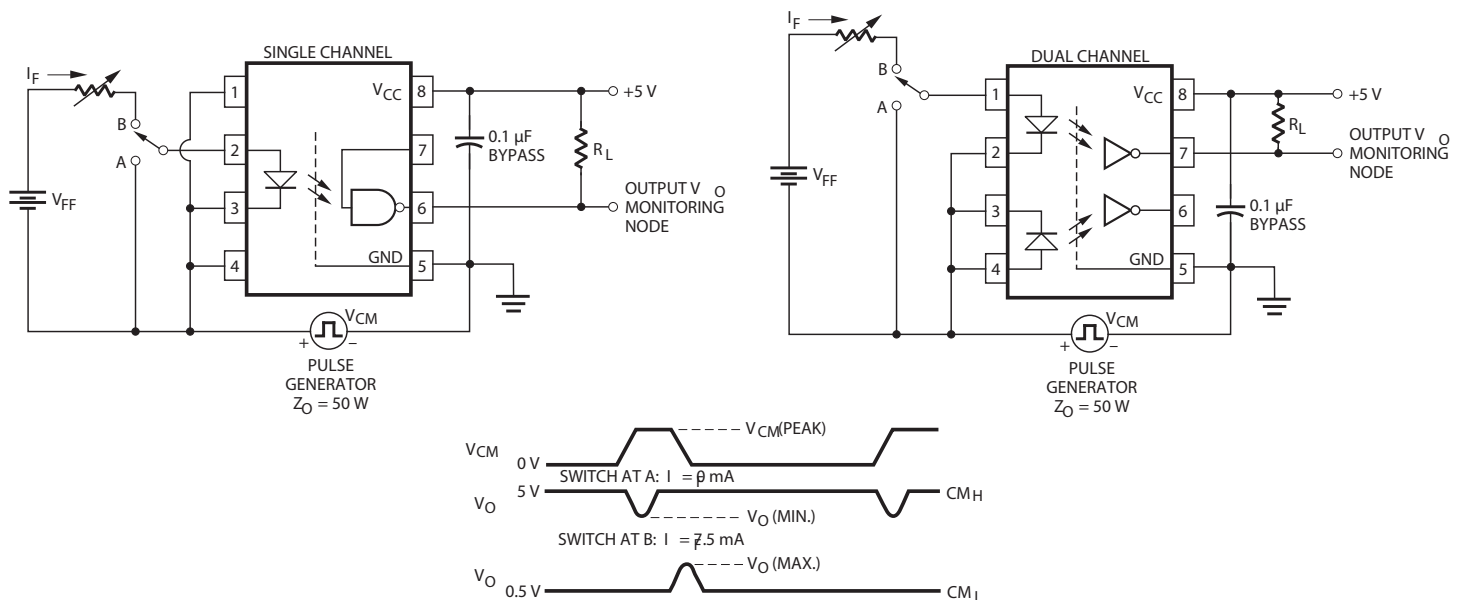 SINGLE CHANNEL
I F
B
A
V FF
1
2
3
4
V CC
8
7
6
GND
5
+5 V
0.1 µF
BYPASS
R L
OUTPUT V O
MONITORING
NODE
V CM
+
–
PULSE
GENERATOR
Z O = 50 W
I F
DUAL CHANNEL
B
A
V FF
1
2
3
4
V CC
8
7
6
GND
5
+5 V
R L
OUTPUT V O
MONITORING
NODE
0.1 µF
BYPASS
V CM
+
–
PULSE
GENERATOR
Z O = 50 W
V CM
0 V
V CM (PEAK)
SWITCH AT A: I F = 0 mA
V O
5 V
CM H
V O (MIN.)
SWITCH AT B: I F = 7.5 mA
V O
0.5 V
V O (MAX.)
CM L